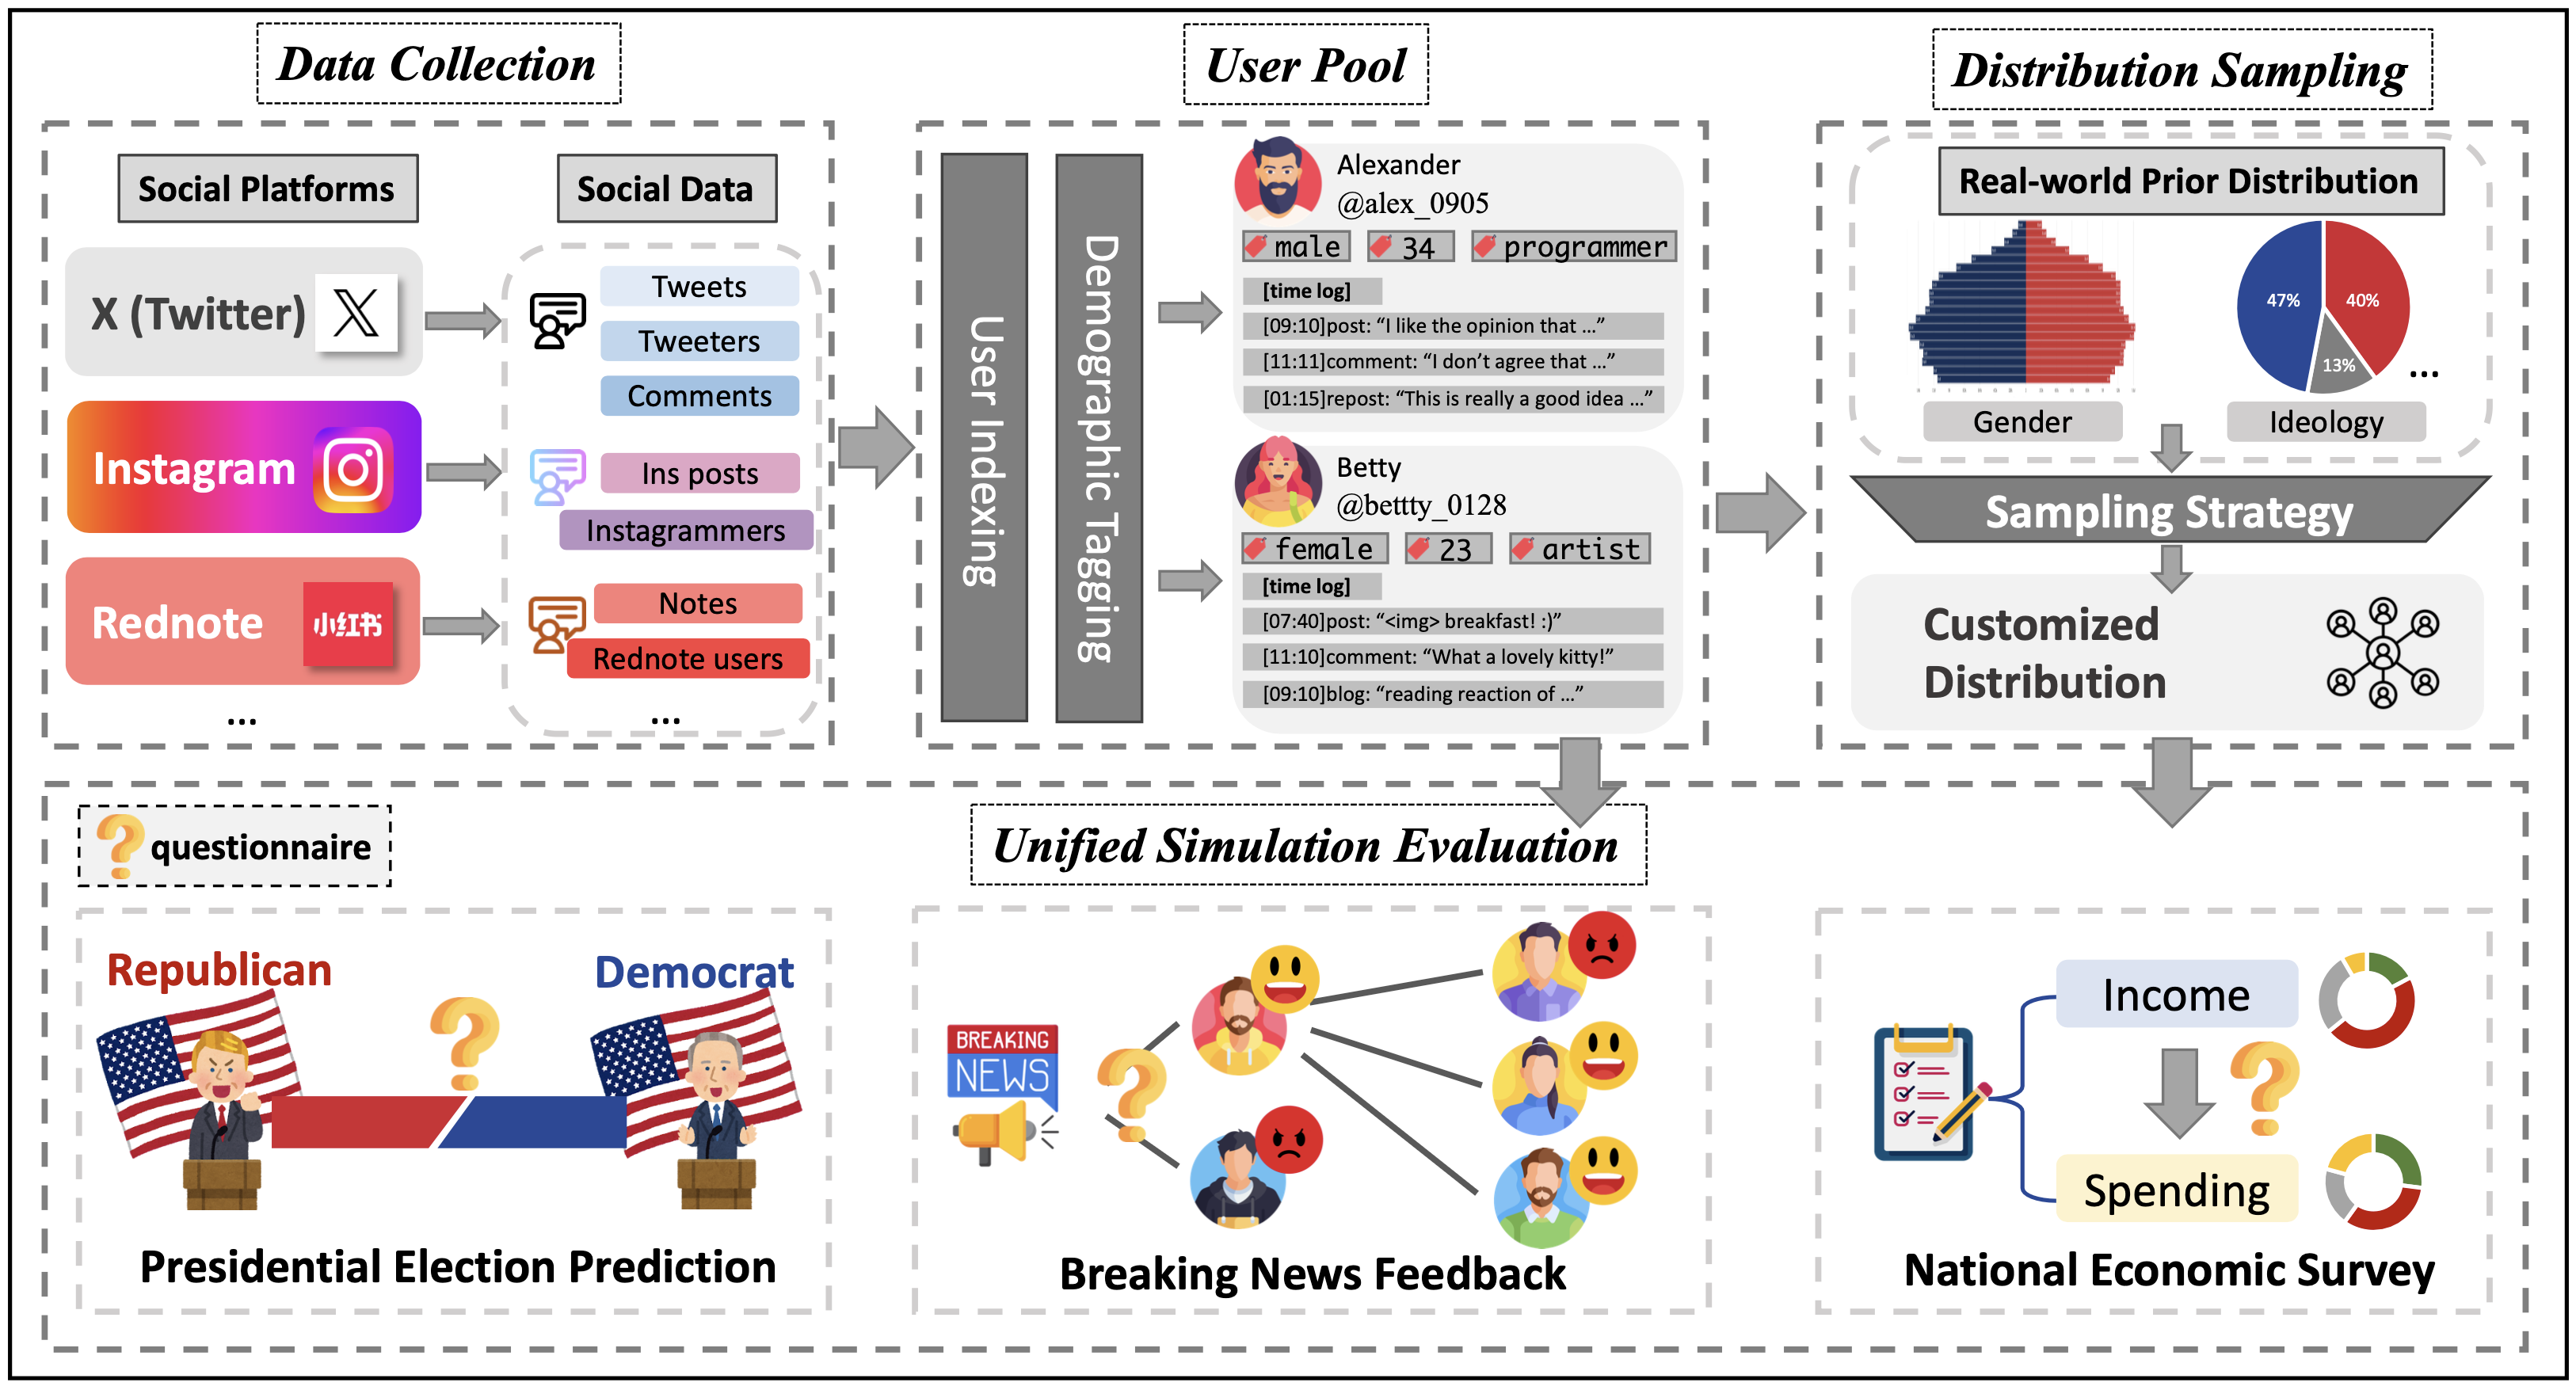 Data Collection
Social Platforms
Social Data
X (Twitter)
Tweets
Tweeters
Comments
Instagram
Ins posts
Instagrammers
Rednote
小红书
Notes
Rednote users
...
...
User Pool
User Indexing
Demographic Tagging
Alexander
@alex_0905
male
34
programmer
[time log]
[09:10]post: “I like the opinion that ...”
[11:11]comment: “I don’t agree that ...”
[01:15]repost: “This is really a good idea ...”
Betty
@bettty_0128
female
23
artist
[time log]
[07:40]post: “<img> breakfast! :)”
[11:10]comment: “What a lovely kitty!”
[09:10]blog: “reading reaction of ...”
Distribution Sampling
Real-world Prior Distribution
47%
40%
13%
...
Gender
Ideology
Sampling Strategy
Customized
Distribution
questionnaire
Unified Simulation Evaluation
Republican
Democrat
Presidential Election Prediction
BREAKING
NEWS
Breaking News Feedback
Income
Spending
National Economic Survey